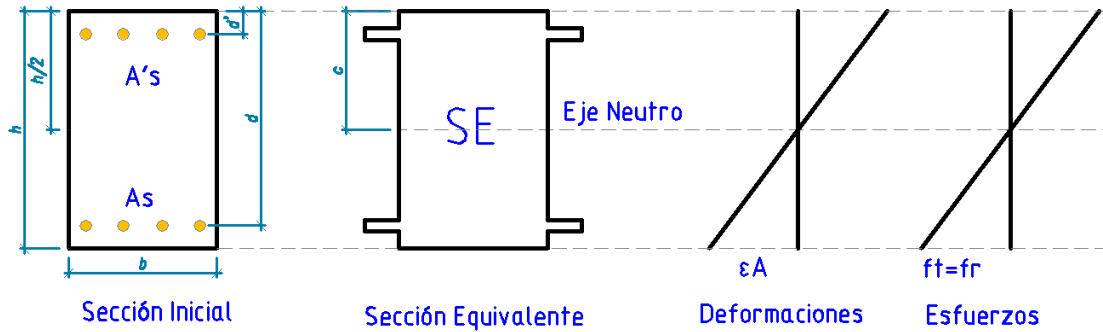 h
h/2
d'
d
A's
As
b
Sección Inicial
c
SE
Eje Neutro
Sección Equivalente
εA
Deformaciones
ft=fr
Esfuerzos